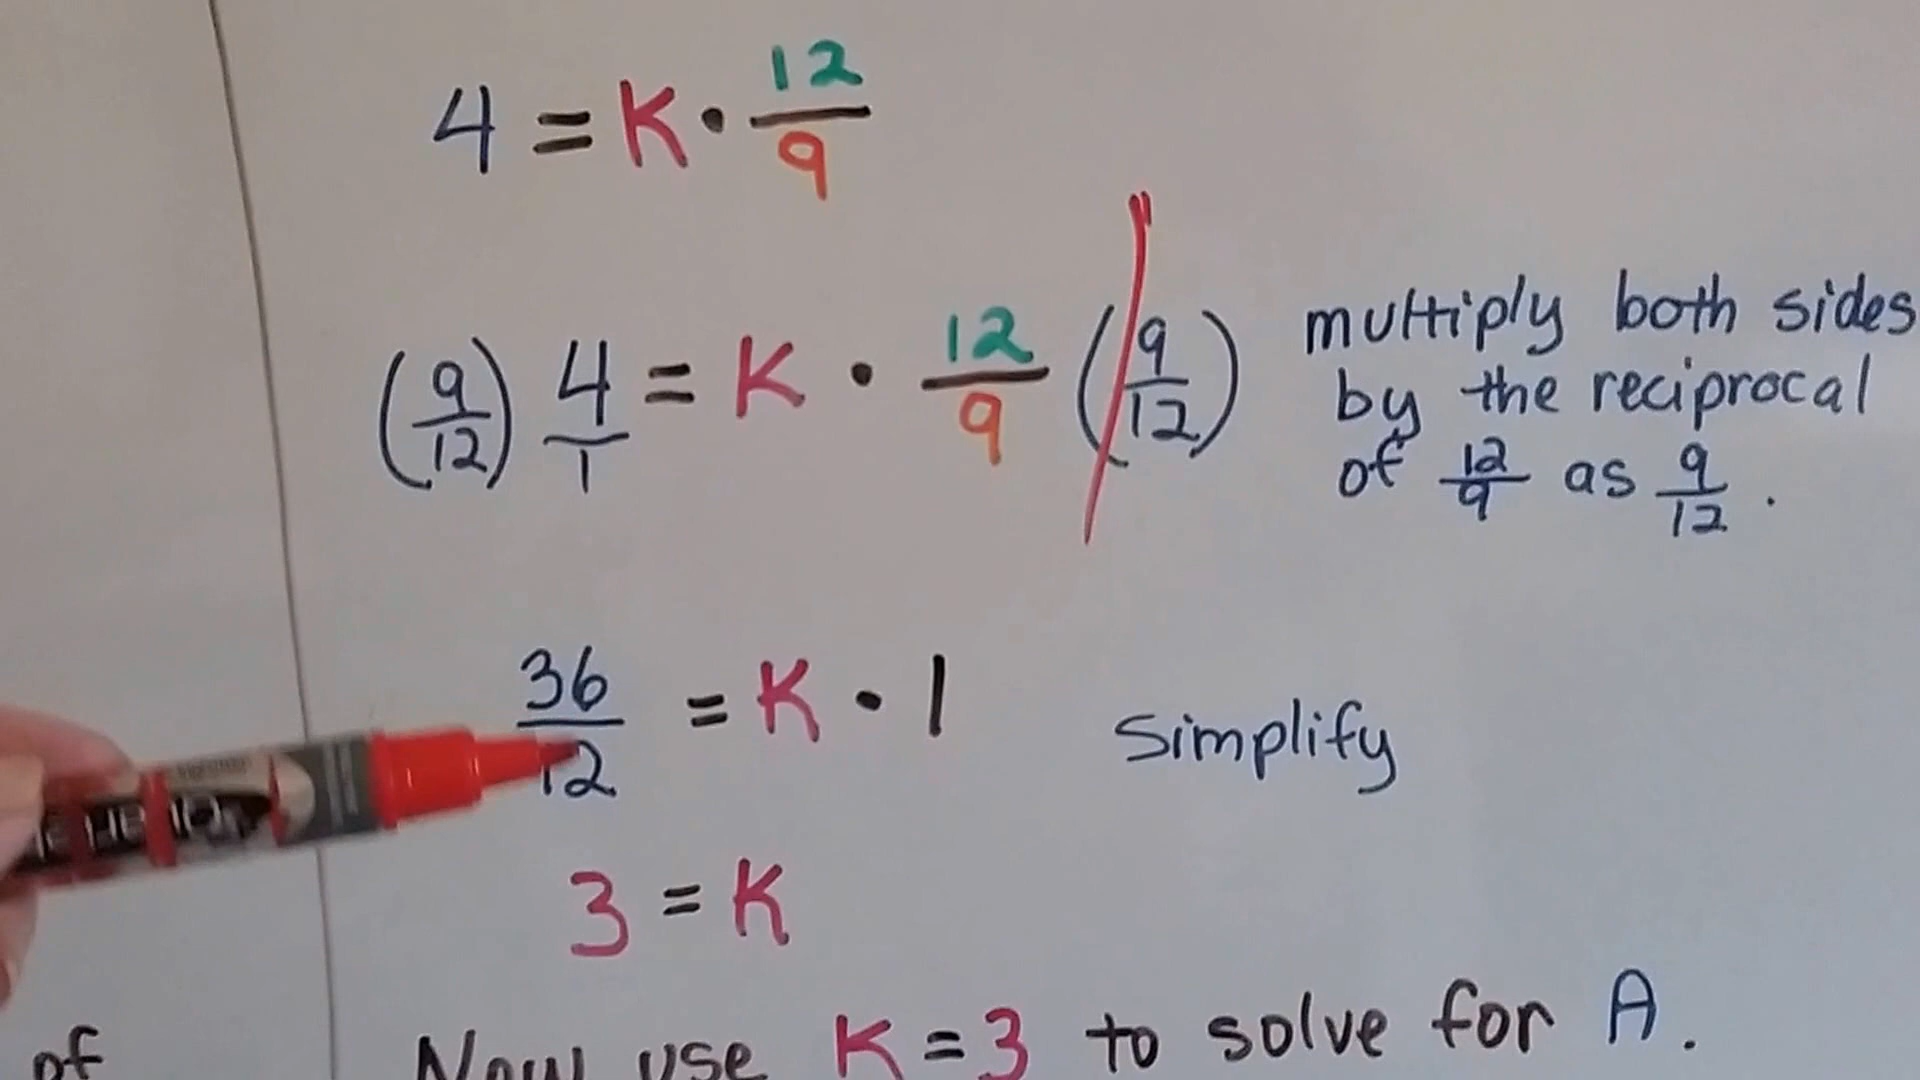 4 = K · 12/9
(9/12) 4/1 = K · 12/9 (9/12)
multiply both sides
by the reciprocal
of 12/9 as 9/12.
36/12 = K · 1
Simplify
3 = K
of
Now use K = 3 to solve for A.